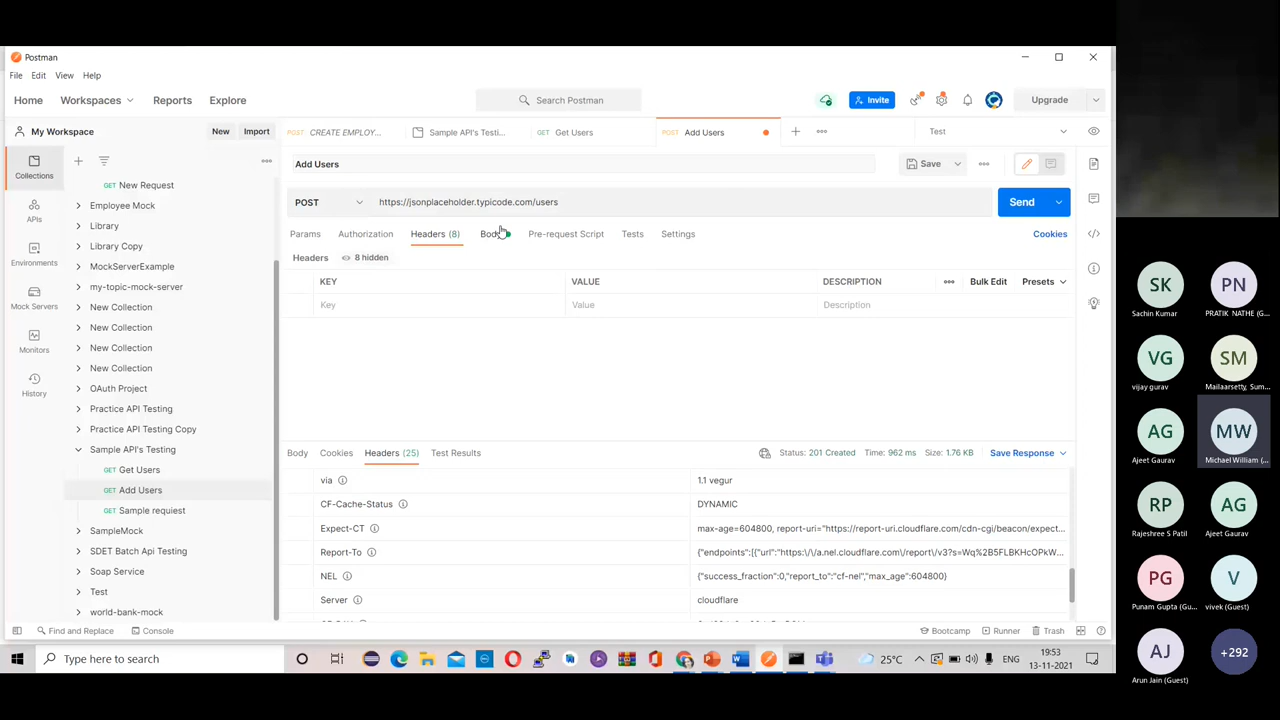 Postman
File Edit View Help
Home Workspaces Reports Explore Search Postman Invite Upgrade
My Workspace New Import POST CREATE EMPLOY... Sample API's Testi... GET Get Users POST Add Users Test
Add Users Save
Collections
APIs
Environments
Mock Servers
Monitors
History
GET New Request
Employee Mock
Library
Library Copy
MockServerExample
my-topic-mock-server
New Collection
New Collection
New Collection
New Collection
OAuth Project
Practice API Testing
Practice API Testing Copy
Sample API's Testing
GET Get Users
GET Add Users
GET Sample requiest
SampleMock
SDET Batch Api Testing
Soap Service
Test
world-bank-mock
POST https://jsonplaceholder.typicode.com/users Send
Params Authorization Headers (8) Body Pre-request Script Tests Settings Cookies
Headers 8 hidden
KEY VALUE DESCRIPTION Bulk Edit Presets
Key Value Description
Body Cookies Headers (25) Test Results Status: 201 Created Time: 962 ms Size: 1.76 KB Save Response
via 1.1 vegur
CF-Cache-Status DYNAMIC
Expect-CT max-age=604800, report-uri="https://report-uri.cloudflare.com/cdn-cgi/beacon/expect...
Report-To {"endpoints":[{"url":"https:\/\/a.nel.cloudflare.com\/report\/v3?s=Wq%2B5FLBKHcOPkW...
NEL {"success_fraction":0,"report_to":"cf-nel","max_age":604800}
Server cloudflare
Find and Replace Console Bootcamp Runner Trash
Type here to search 25°C ENG 19:53
13-11-2021
SK PN
Sachin Kumar PRATIK NATHE (G...
VG SM
vijay gurav Mailaarsetty, Sum...
AG MW
Ajeet Gaurav Michael William (...
RP AG
Rajeshree S Patil Ajeet Gaurav
PG V
Punam Gupta (Gu... vivek (Guest)
AJ +292
Arun Jain (Guest)